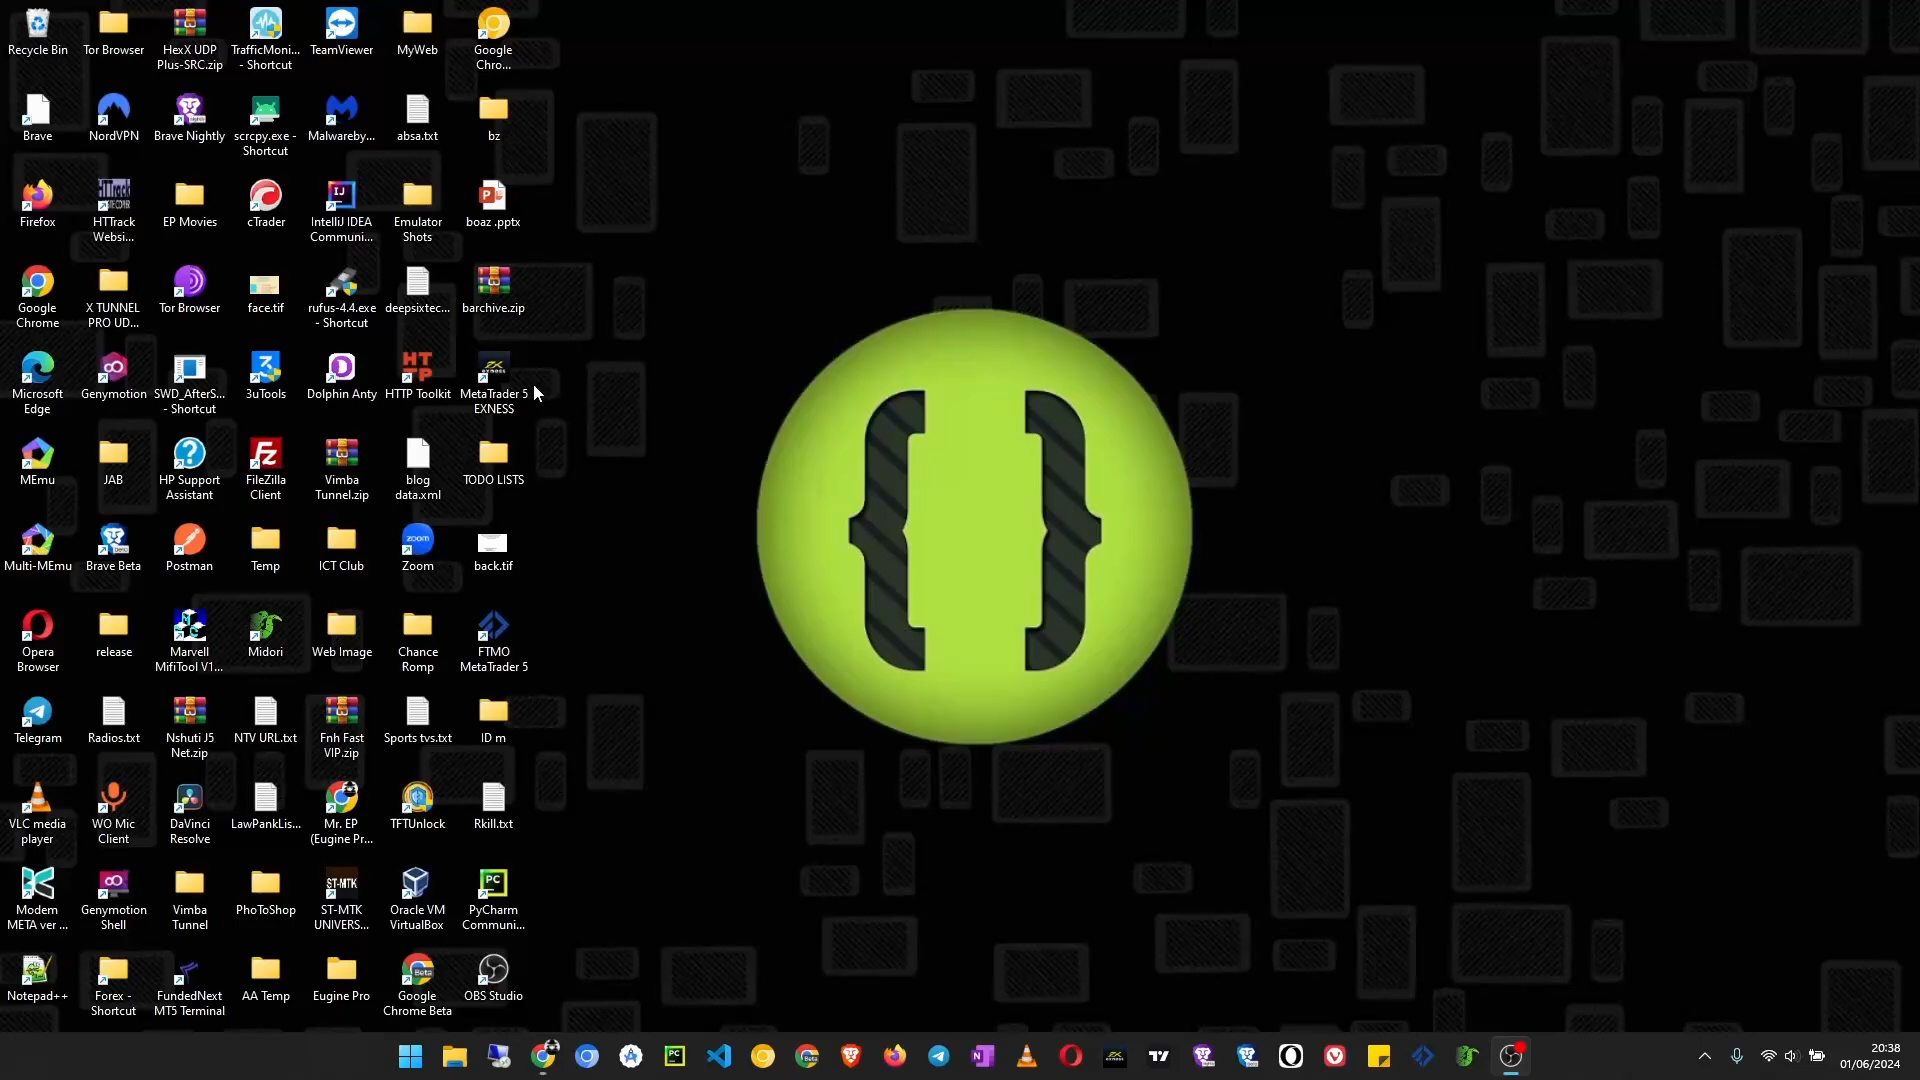 Recycle Bin
Tor Browser
HexX UDP
Plus-SRC.zip
TrafficMoni...
- Shortcut
TeamViewer
MyWeb
Google
Chro...
Brave
NordVPN
Brave Nightly
scrcpy.exe -
Shortcut
Malwareby...
absa.txt
bz
Firefox
HTTrack
Websi...
EP Movies
cTrader
IntelliJ IDEA
Communi...
Emulator
Shots
boaz .pptx
Google
Chrome
X TUNNEL
PRO UD...
Tor Browser
face.tif
rufus-4.4.exe
- Shortcut
deepsixtec...
barchive.zip
Microsoft
Edge
Genymotion
SWD_AfterS...
- Shortcut
3uTools
Dolphin Anty
HTTP Toolkit
MetaTrader 5
EXNESS
MEmu
JAB
HP Support
Assistant
FileZilla
Client
Vimba
Tunnel.zip
blog
data.xml
TODO LISTS
Multi-MEmu
Brave Beta
Postman
Temp
ICT Club
zoom
Zoom
back.tif
Opera
Browser
release
Marvell
MifiTool V1...
Midori
Web Image
Chance
Romp
FTMO
MetaTrader 5
Telegram
Radios.txt
Nshuti J5
Net.zip
NTV URL.txt
Fnh Fast
VIP.zip
Sports tvs.txt
ID m
VLC media
player
WO Mic
Client
DaVinci
Resolve
LawPankLis...
Mr. EP
(Eugine Pr...
TFTUnlock
Rkill.txt
Modem
META ver ...
Genymotion
Shell
Vimba
Tunnel
PhoToShop
ST-MTK
ST-MTK
UNIVERS...
Oracle VM
VirtualBox
PyCharm
Communi...
Notepad++
Forex -
Shortcut
FundedNext
MT5 Terminal
AA Temp
Eugine Pro
Beta
Google
Chrome Beta
OBS Studio
20:38
01/06/2024